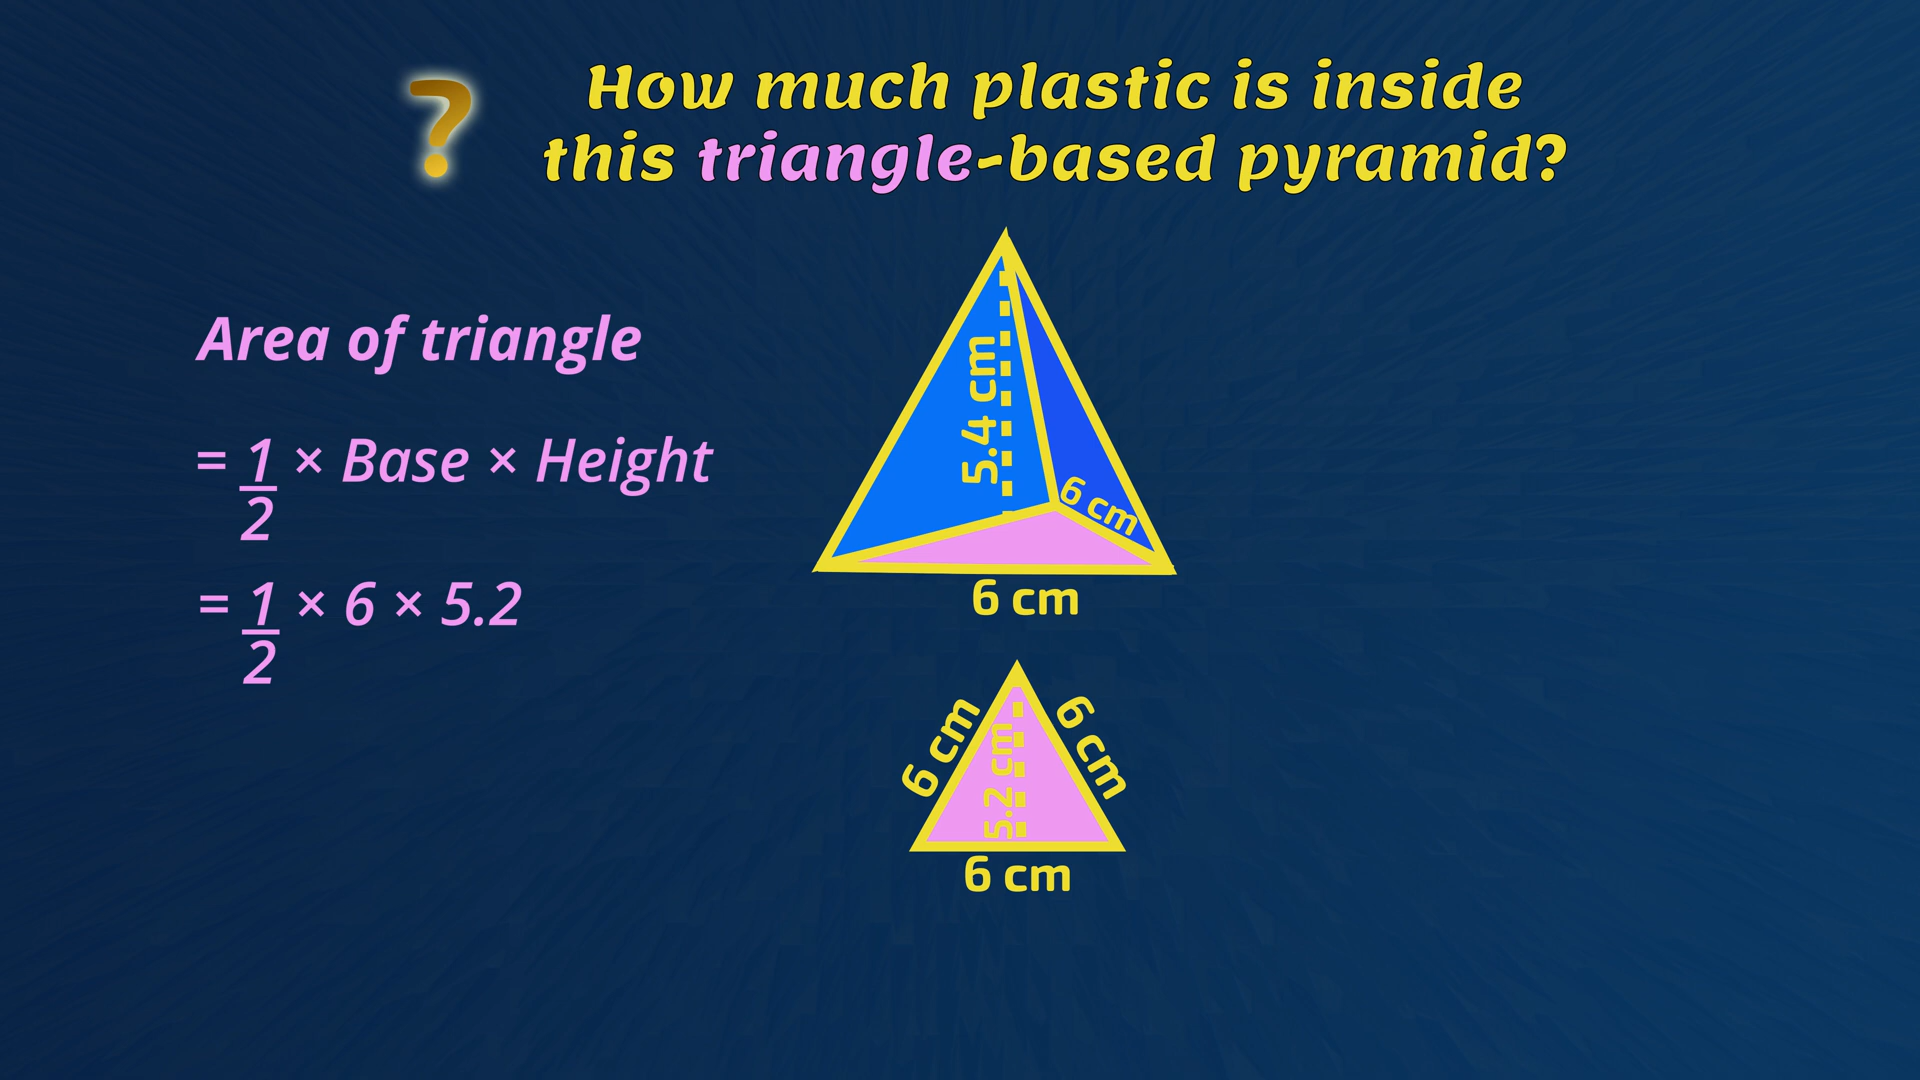 ?
How much plastic is inside
this triangle-based pyramid?
Area of triangle
= 1/2 × Base × Height
= 1/2 × 6 × 5.2
5.4 cm
6 cm
6 cm
6 cm
6 cm
5.2 cm
6 cm